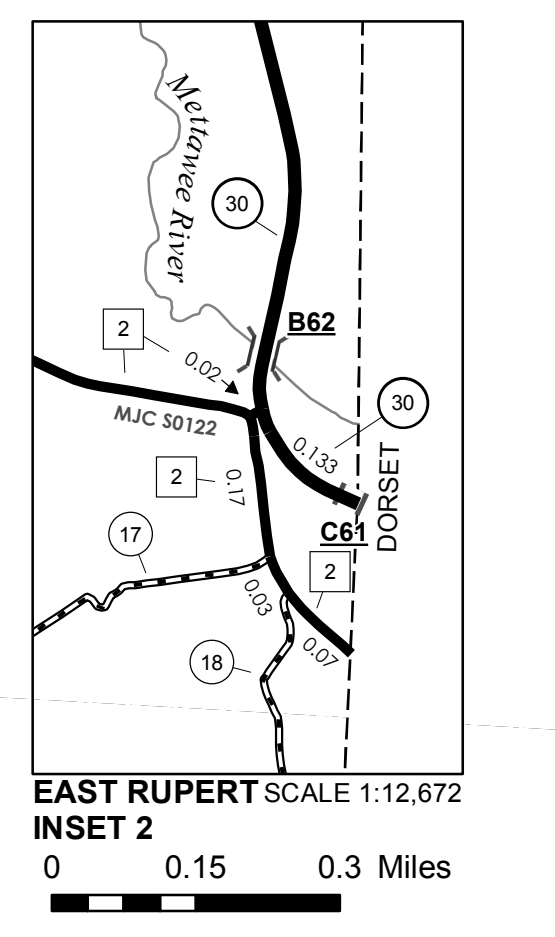 Mettawee River
30
B62
2
0.02
30
MJC S0122
0.133
2
0.17
DORSET
C61
17
2
0.03
18
0.07
EAST RUPERT SCALE 1:12,672
INSET 2
0 0.15 0.3 Miles